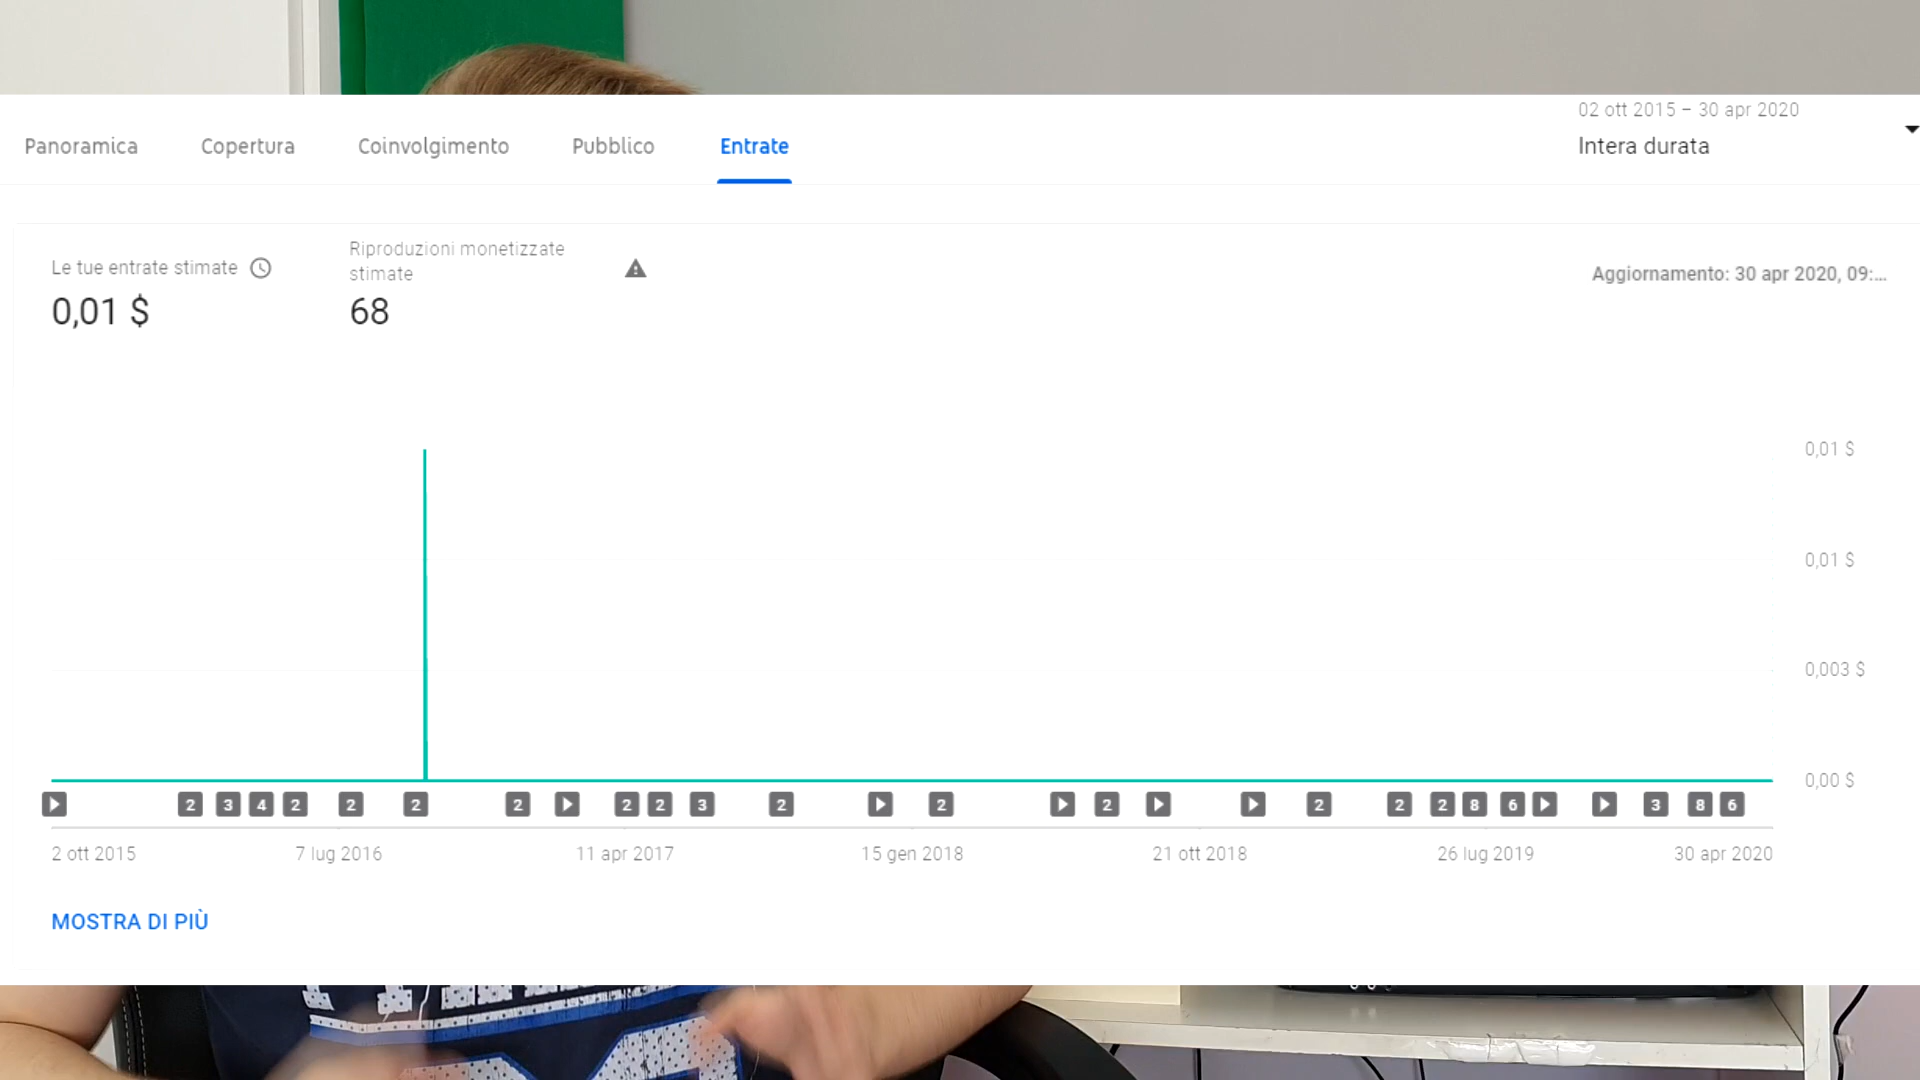 02 ott 2015 – 30 apr 2020
Panoramica Copertura Coinvolgimento Pubblico Entrate Intera durata
Le tue entrate stimate
0,01 $
Riproduzioni monetizzate
stimate
68
Aggiornamento: 30 apr 2020, 09:...
0,01 $
0,01 $
0,003 $
0,00 $
2 3 4 2 2 2 2 2 2 3 2 2 2 2 2 2 8 6 3 8 6
2 ott 2015 7 lug 2016 11 apr 2017 15 gen 2018 21 ott 2018 26 lug 2019 30 apr 2020
MOSTRA DI PIÙ